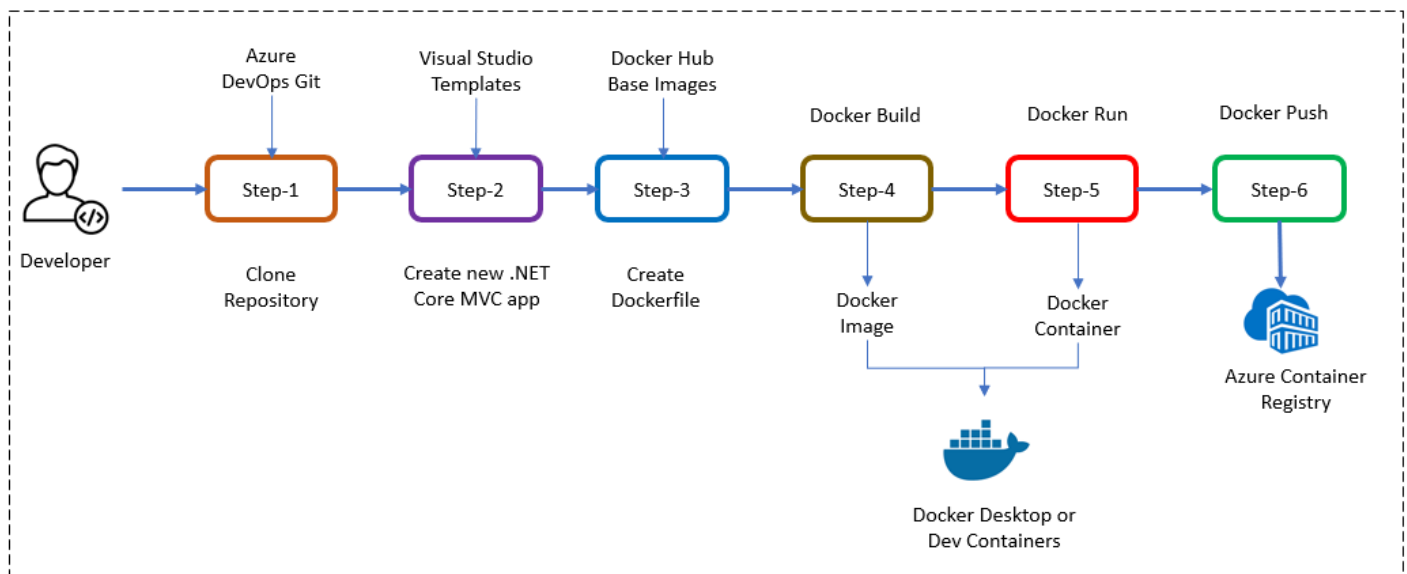 Azure
DevOps Git
Visual Studio
Templates
Docker Hub
Base Images
Docker Build
Docker Run
Docker Push
Step-1
Step-2
Step-3
Step-4
Step-5
Step-6
</>
Developer
Clone
Repository
Create new .NET
Core MVC app
Create
Dockerfile
Docker
Image
Docker
Container
Azure Container
Registry
Docker Desktop or
Dev Containers